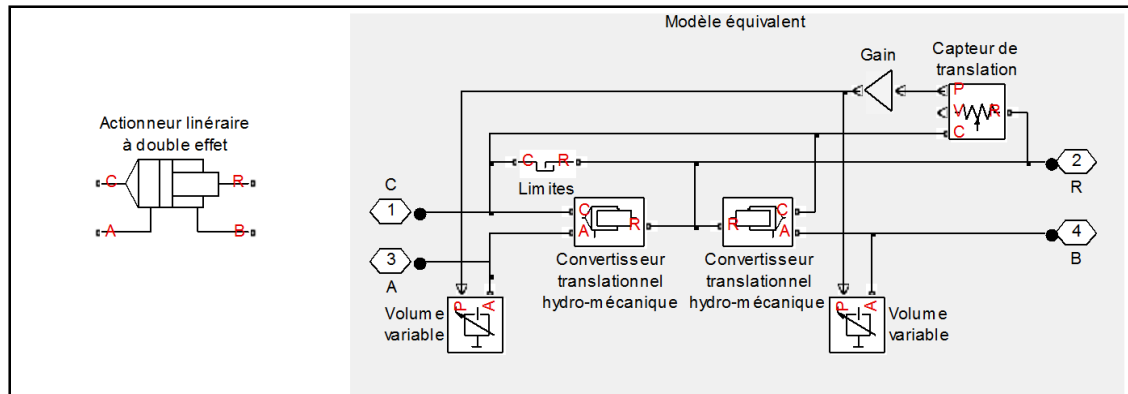 Modèle équivalent
Capteur de
translation
Gain
P
V
R
C
Actionneur linéraire
à double effet
C
R
A
B
C
R
Limites
2
R
C
1
C
A
R
C
R
A
4
B
3
A
Convertisseur
translationnel
hydro-mécanique
Convertisseur
translationnel
hydro-mécanique
P
A
Volume
variable
P
A
Volume
variable